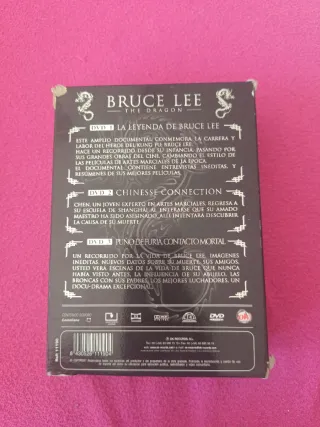 BRUCE LEE
THE DRAGON
DVD 1 LA LEYENDA DE BRUCE LEE
ESTE AMPLIO DOCUMENTAL CONMEMORA LA CARRERA Y
LABOR DEL HÉROE DEL KUNG FU, BRUCE LEE.
HACE UN RECORRIDO DESDE SU INFANCIA PASANDO POR
SUS GRANDES OBRAS DEL CINE, CAMBIANDO EL ESTILO DE
LAS PELÍCULAS DE ARTES MARCIALES DE LA ÉPOCA.
EL DOCUMENTAL CONTIENE ENTREVISTAS INÉDITAS, Y
RESÚMENES DE SUS MEJORES PELÍCULAS.
DVD 2 CHINESSE CONNECTION
CHEN, UN JOVEN EXPERTO EN ARTES MARCIALES, REGRESA A
SU ESCUELA DE SHANGHAI, AL ENTERARSE QUE SU AMADO
MAESTRO HA SIDO ASESINADO, ALLÍ INTENTARÁ DESCUBRIR
LA CAUSA DE SU MUERTE.
DVD 3 PUÑO DE FURIA, CONTACTO MORTAL
UN RECORRIDO POR LA VIDA DE BRUCE LEE, IMÁGENES
INÉDITAS NUEVOS DATOS SOBRE SU MUERTE, SUS AMIGOS,
USTED VERÁ ESCENAS DE LA VIDA DE BRUCE QUE NUNCA
HABÍA VISTO ANTES, LA INFLUENCIA DE SU ABUELO, LAS
BRONCAS CON SUS PADRES, LOS MEJORES LUCHADORES, UN
DOCU-DRAMA EXCEPCIONAL.
DVD